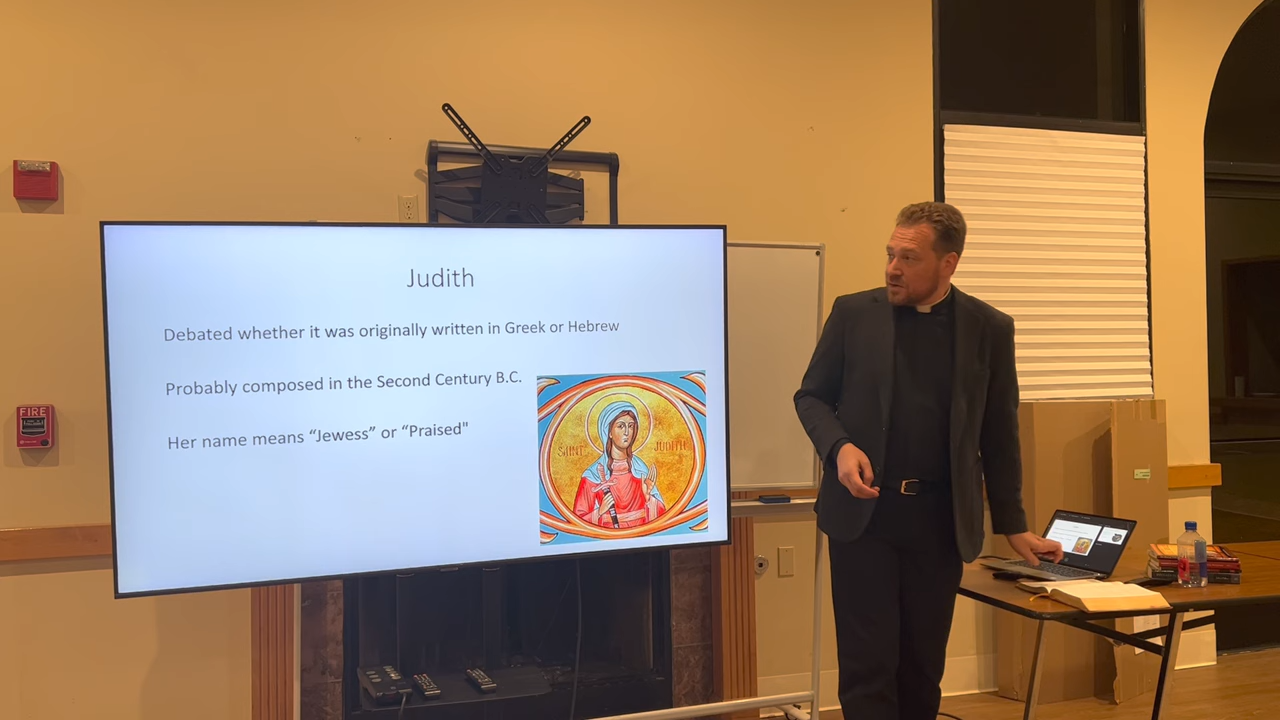 Judith
Debated whether it was originally written in Greek or Hebrew
Probably composed in the Second Century B.C.
Her name means “Jewess” or “Praised"
SAINT JUDITH
FIRE